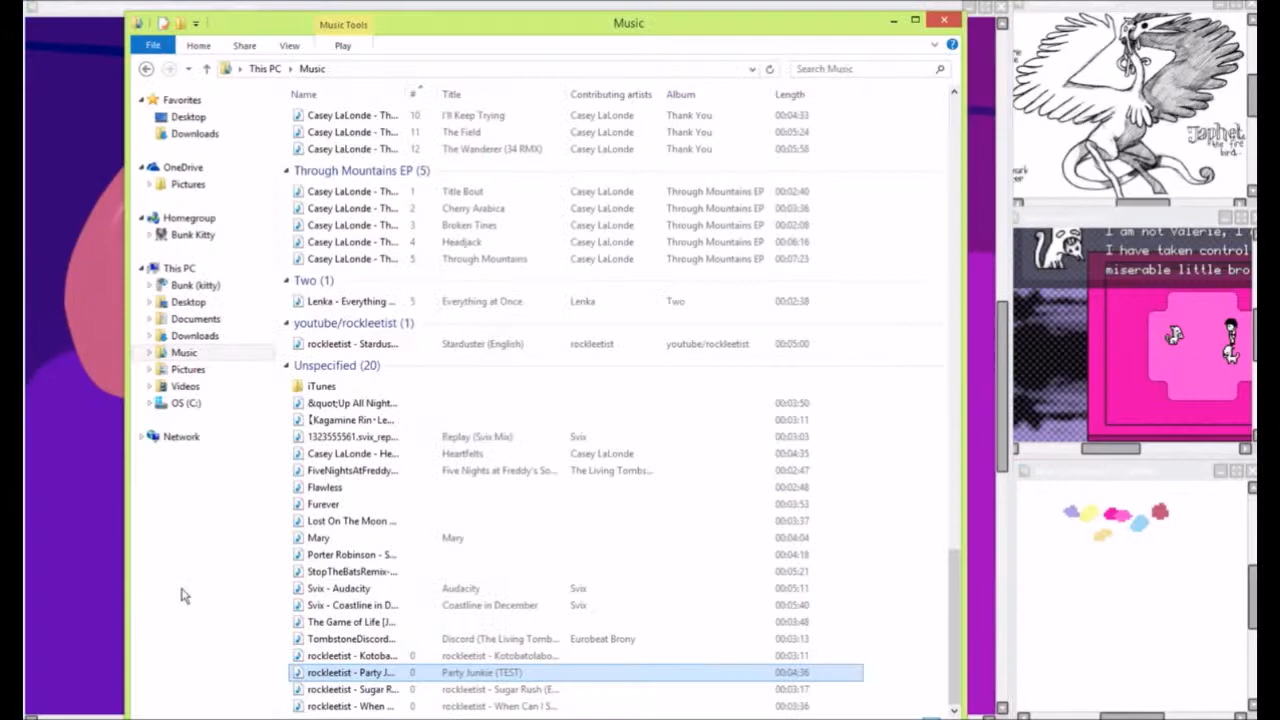 Music Tools
Music
File Home Share View Play
This PC Music
Search Music
Name # Title Contributing artists Album Length
Favorites
Desktop
Downloads
OneDrive
Pictures
Homegroup
Bunk Kitty
This PC
Bunk (kitty)
Desktop
Documents
Downloads
Music
Pictures
Videos
OS (C:)
Network
Casey LaLonde - Th... 10 I'll Keep Trying Casey LaLonde Thank You 00:04:33
Casey LaLonde - Th... 11 The Field Casey LaLonde Thank You 00:05:24
Casey LaLonde - Th... 12 The Wanderer (34 RMX) Casey LaLonde Thank You 00:05:58
Through Mountains EP (5)
Casey LaLonde - Th... 1 Title Bout Casey LaLonde Through Mountains EP 00:02:40
Casey LaLonde - Th... 2 Cherry Arabica Casey LaLonde Through Mountains EP 00:03:36
Casey LaLonde - Th... 3 Broken Tines Casey LaLonde Through Mountains EP 00:02:08
Casey LaLonde - Th... 4 Headjack Casey LaLonde Through Mountains EP 00:06:16
Casey LaLonde - Th... 5 Through Mountains Casey LaLonde Through Mountains EP 00:07:23
Two (1)
Lenka - Everything ... 5 Everything at Once Lenka Two 00:02:38
youtube/rockleetist (1)
rockleetist - Stardus... Starduster (English) rockleetist youtube/rockleetist 00:05:00
Unspecified (20)
iTunes
&quot;Up All Night... 00:03:50
【Kagamine Rin・Le... 00:03:11
1323555561.svix_rep... Replay (Svix Mix) Svix 00:03:03
Casey LaLonde - He... Heartfelts Casey LaLonde 00:04:35
FiveNightsAtFreddy... Five Nights at Freddy's So... The Living Tombs... 00:02:47
Flawless 00:02:48
Furever 00:03:53
Lost On The Moon ... 00:03:37
Mary Mary 00:04:04
Porter Robinson - S... 00:04:18
StopTheBatsRemix-... 00:05:21
Svix - Audacity Audacity Svix 00:05:11
Svix - Coastline in D... Coastline in December Svix 00:05:40
The Game of Life [J... 00:03:48
TombstoneDiscord... Discord (The Living Tomb... Eurobeat Brony 00:03:13
rockleetist - Kotoba... 0 rockleetist - Kotobatolabo... 00:03:11
rockleetist - Party J... 0 Party Junkie (TEST) 00:04:36
rockleetist - Sugar R... 0 rockleetist - Sugar Rush (E... 00:03:17
rockleetist - When ... 0 rockleetist - When Can I S... 00:03:36
Japhet
the fire
bird..
I am not Valerie, I
I have taken control
miserable little bro